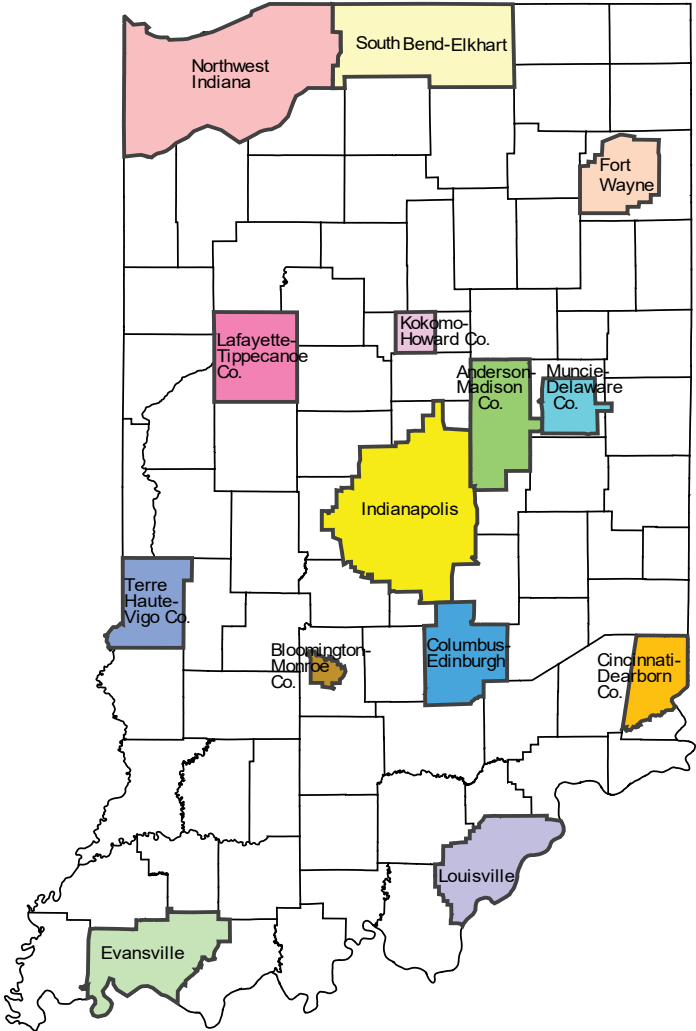 South Bend-Elkhart
Northwest
Indiana
Fort
Wayne
Kokomo-
Howard Co.
Lafayette-
Tippecanoe
Co.
Anderson-
Madison
Co.
Muncie-
Delaware
Co.
Indianapolis
Terre
Haute-
Vigo Co.
Bloomington-
Monroe
Co.
Columbus-
Edinburgh
Cincinnati-
Dearborn
Co.
Louisville
Evansville